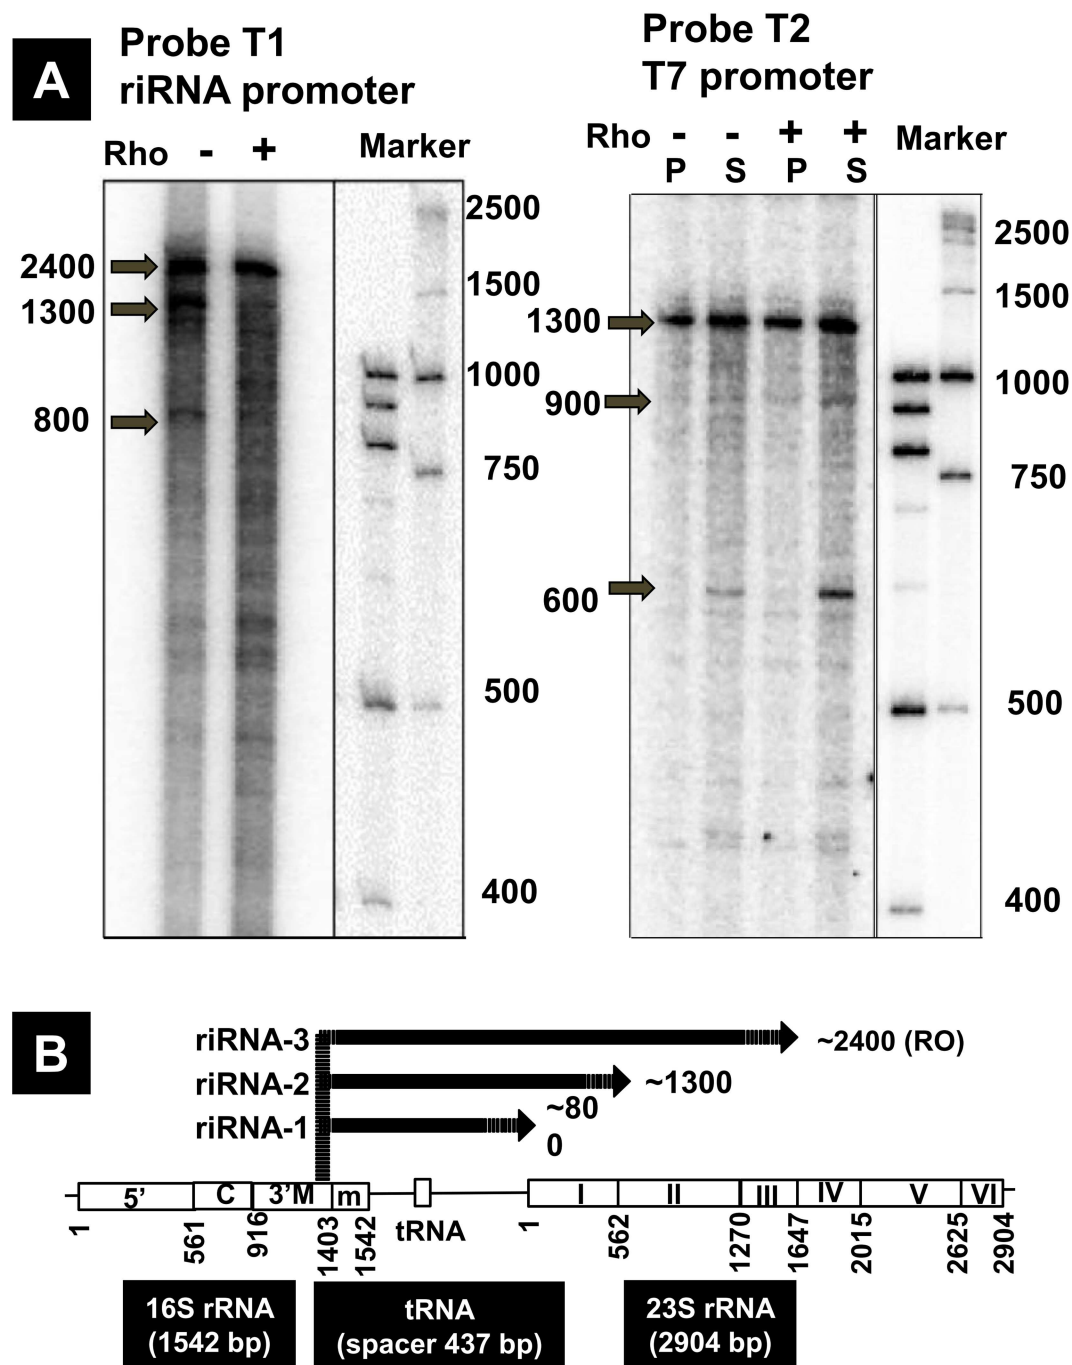 A
Probe T1
riRNA promoter
Probe T2
T7 promoter
Rho - +
Marker
Rho - - + +
P S P S
Marker
2400
1300
800
2500
1500
1000
750
500
400
1300
900
600
2500
1500
1000
750
500
400
B
riRNA-3
~2400 (RO)
riRNA-2
~1300
riRNA-1
~80
0
5' C 3'M m
tRNA
I II III IV V VI
1 561 916 1403 1542
1 562 1270 1647 2015 2625 2904
16S rRNA
(1542 bp)
tRNA
(spacer 437 bp)
23S rRNA
(2904 bp)